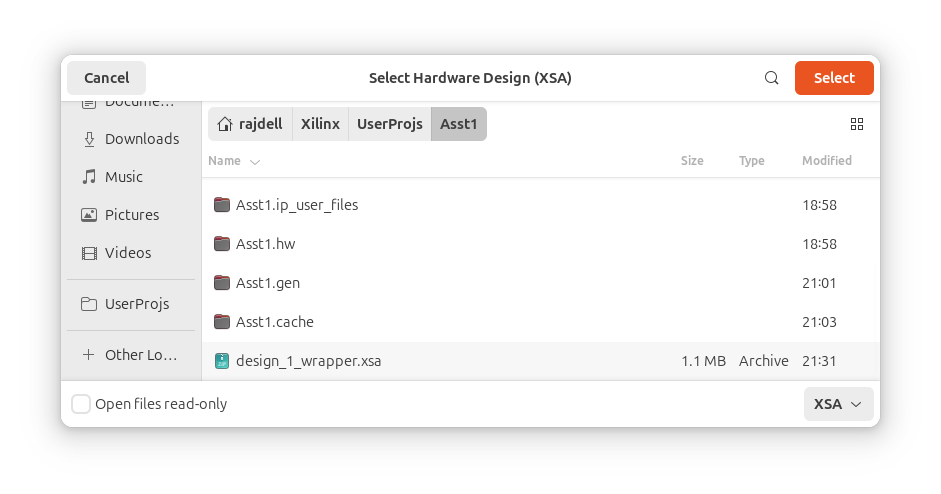 Cancel Select Hardware Design (XSA) Select
Docume...
Downloads
Music
Pictures
Videos
UserProjs
Other Lo...
rajdell Xilinx UserProjs Asst1
Name Size Type Modified
Asst1.ip_user_files 18:58
Asst1.hw 18:58
Asst1.gen 21:01
Asst1.cache 21:03
design_1_wrapper.xsa 1.1 MB Archive 21:31
Open files read-only XSA